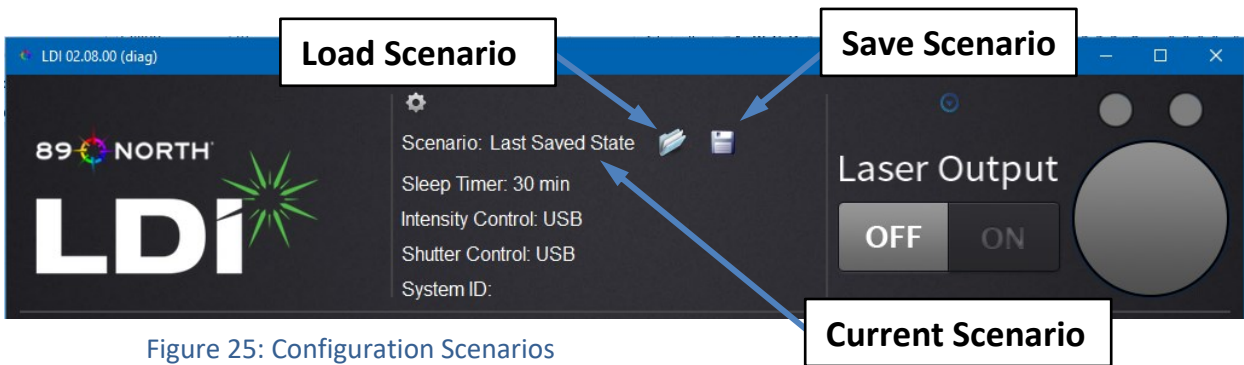 Load Scenario
Save Scenario
LDI 02.08.00 (diag)
89 NORTH
LDI
Scenario: Last Saved State
Sleep Timer: 30 min
Intensity Control: USB
Shutter Control: USB
System ID:
Laser Output
OFF ON
Current Scenario
Figure 25: Configuration Scenarios